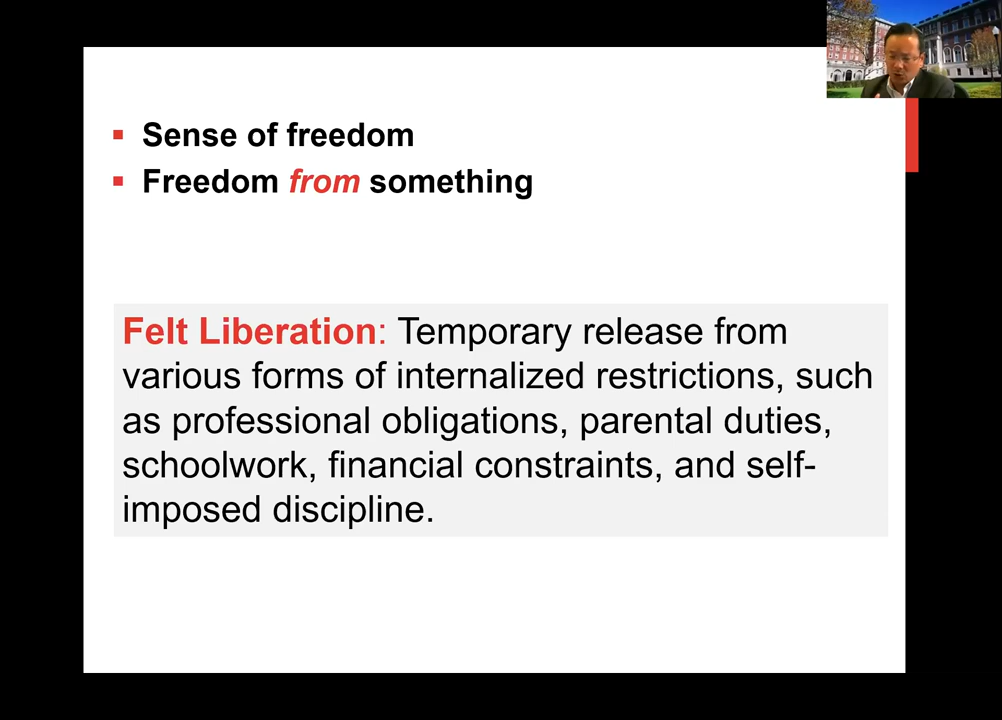 Sense of freedom
Freedom from something
Felt Liberation: Temporary release from
various forms of internalized restrictions, such
as professional obligations, parental duties,
schoolwork, financial constraints, and self-
imposed discipline.